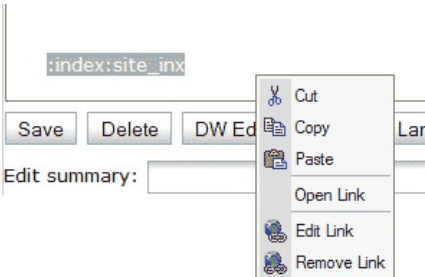 :index:site_inx
Cut
Save Delete DW Ed Copy Lar
Paste
Edit summary:
Open Link
Edit Link
Remove Link